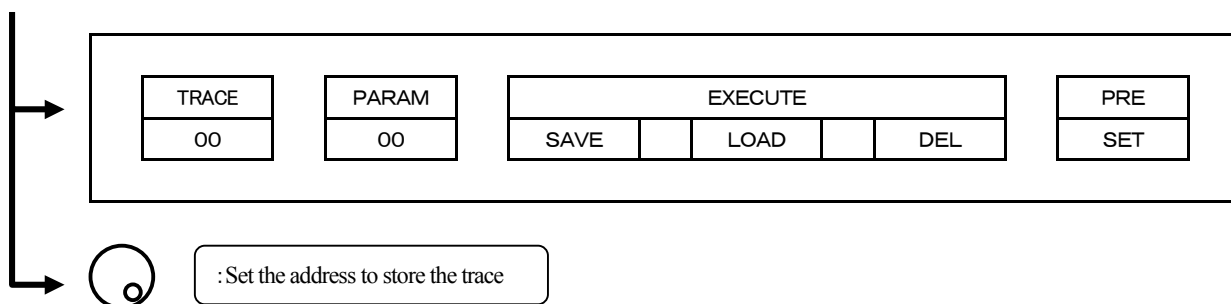 TRACE PARAM EXECUTE PRE
00 00 SAVE LOAD DEL SET
:Set the address to store the trace